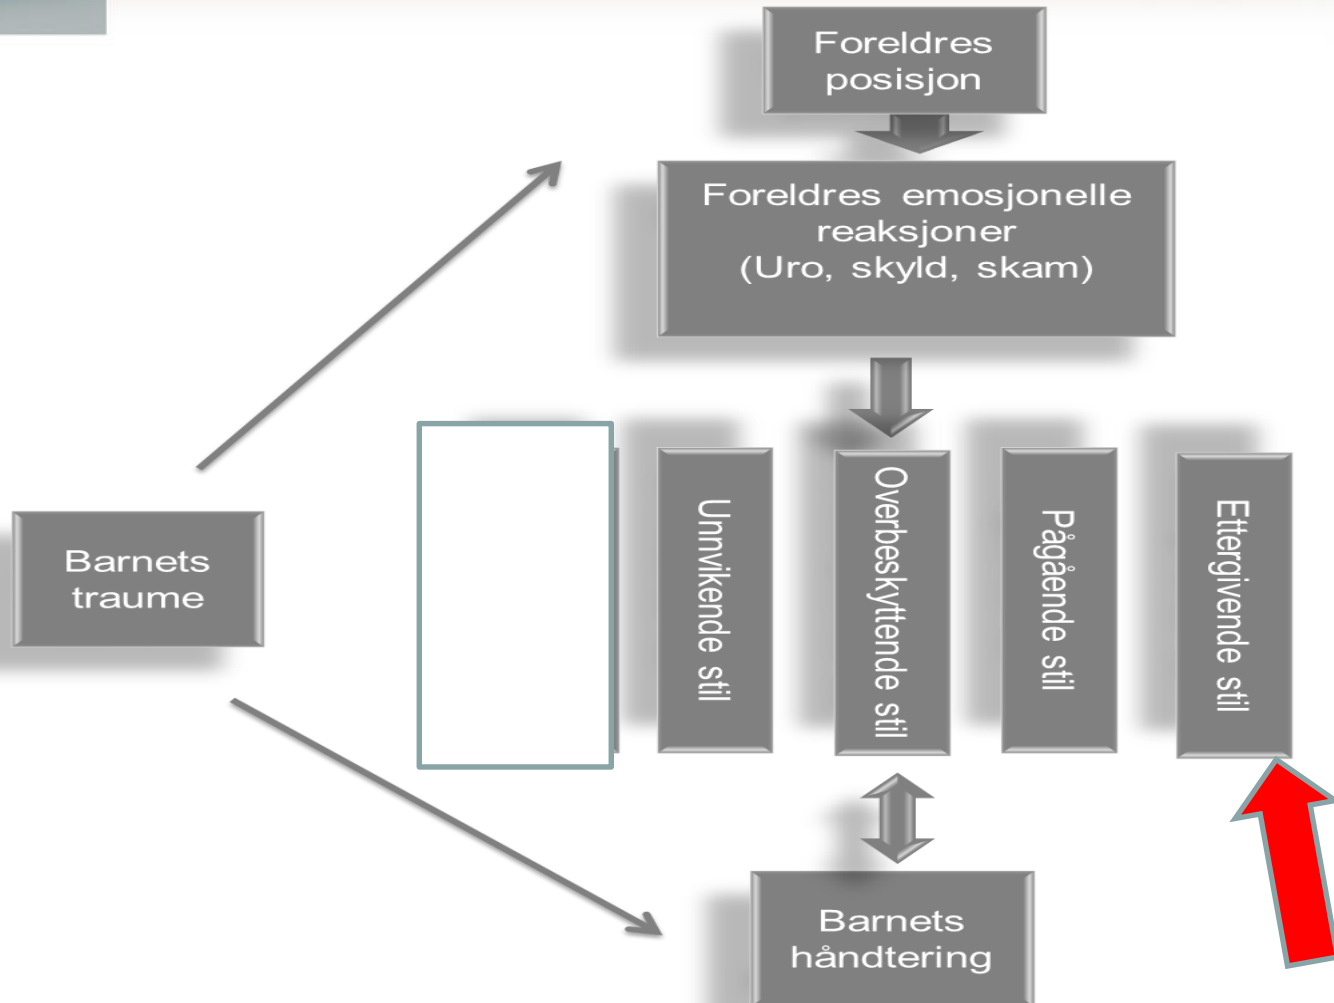 Foreldres
posisjon
Foreldres emosjonelle
reaksjoner
(Uro, skyld, skam)
Barnets
traume
Unnvikende stil
Overbeskyttende stil
Pågående stil
Ettergivende stil
Barnets
håndtering